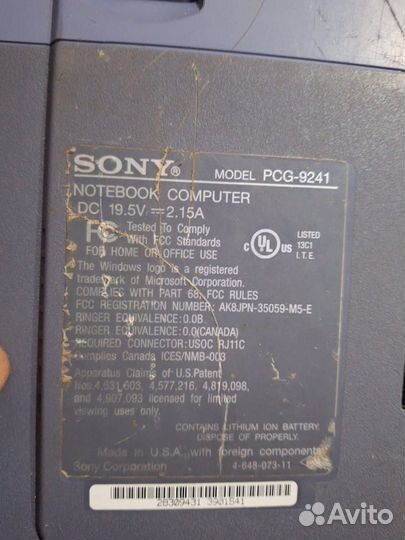 SONY® MODEL PCG-9241
NOTEBOOK COMPUTER
DC 19.5V⎓2.15A
FC Tested To Comply
With FCC Standards
FOR HOME OR OFFICE USE
C UL US LISTED
13C1
I.T.E.
The Windows logo is a registered
trademark of Microsoft Corporation.
COMPLIES WITH PART 68, FCC RULES
FCC REGISTRATION NUMBER: AK8JPN-35059-M5-E
RINGER EQUIVALENCE: 0.0B
RINGER EQUIVALENCE: 0.0(CANADA)
REQUIRED CONNECTOR: USOC RJ11C
Complies Canada ICES/NMB-003
Apparatus Claims of U.S.Patent
Nos.4,631,603, 4,577,216, 4,819,098,
and 4,907,093 licensed for limited
viewing uses only.
CONTAINS LITHIUM ION BATTERY.
DISPOSE OF PROPERLY.
Made in U.S.A. with foreign components
Sony Corporation 4-648-073-11
28309431 3901541
Avito